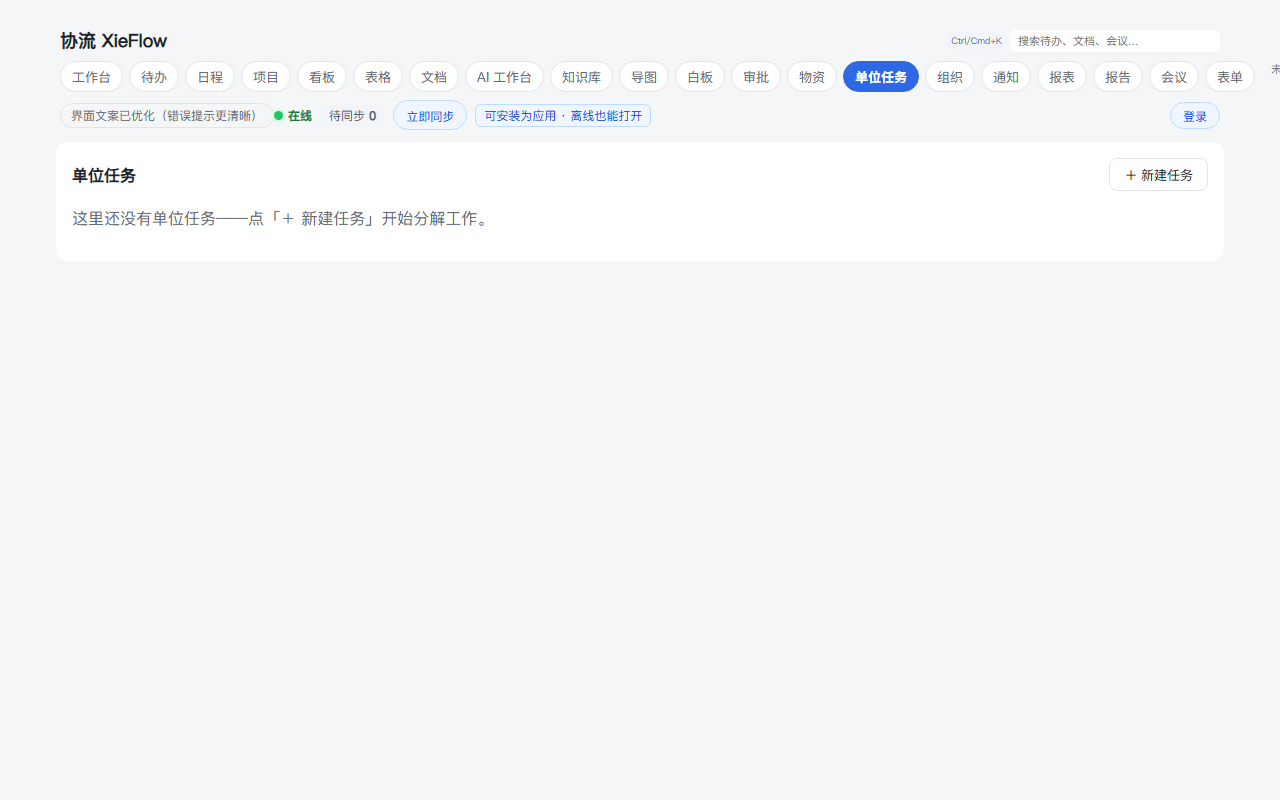 协流 XieFlow
Ctrl/Cmd+K
搜索待办、文档、会议…
工作台 待办 日程 项目 看板 表格 文档 AI 工作台 知识库 导图 白板 审批 物资 单位任务 组织 通知 报表 报告 会议 表单 未
界面文案已优化（错误提示更清晰） 在线 待同步 0 立即同步 可安装为应用 · 离线也能打开 登录
单位任务
＋ 新建任务
这里还没有单位任务——点「＋ 新建任务」开始分解工作。